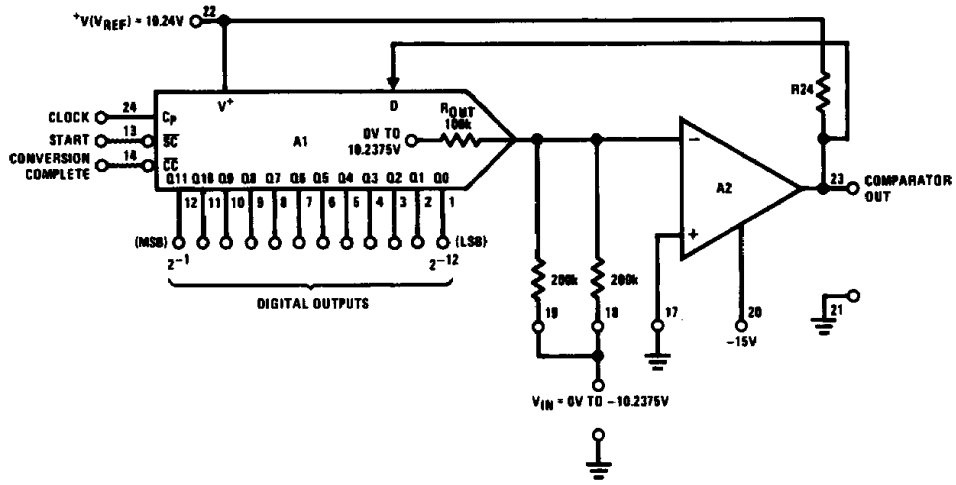 22
+V(VREF) = 10.24V
V+
D
R24
24
CLOCK
CP
13
START
SC
14
CONVERSION
COMPLETE
CC
A1
0V TO
10.2375V
ROUT
100k
Q11 Q10 Q9 Q8 Q7 Q6 Q5 Q4 Q3 Q2 Q1 Q0
12 11 10 9 8 7 6 5 4 3 2 1
(MSB)
2-1
(LSB)
2-12
DIGITAL OUTPUTS
−
A2
+
23
COMPARATOR
OUT
200k
200k
19
18
17
20
−15V
21
VIN = 0V TO −10.2375V